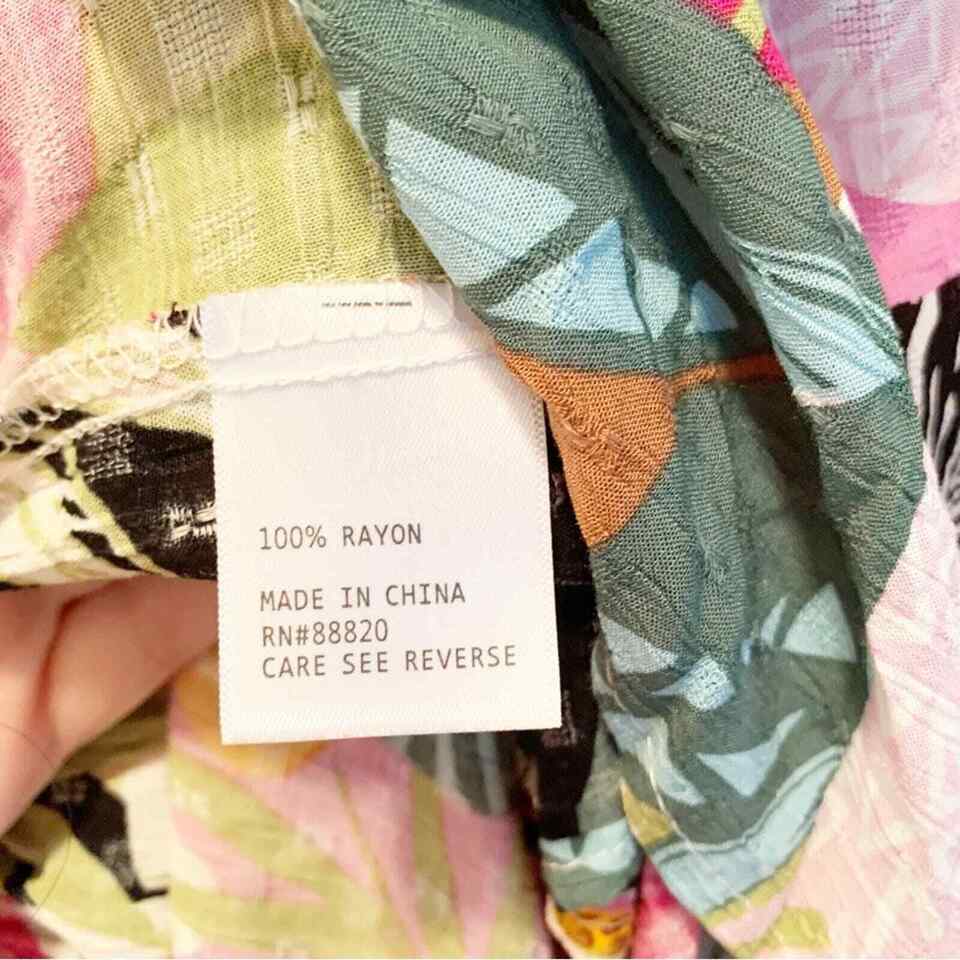 100% RAYON
MADE IN CHINA
RN#88820
CARE SEE REVERSE